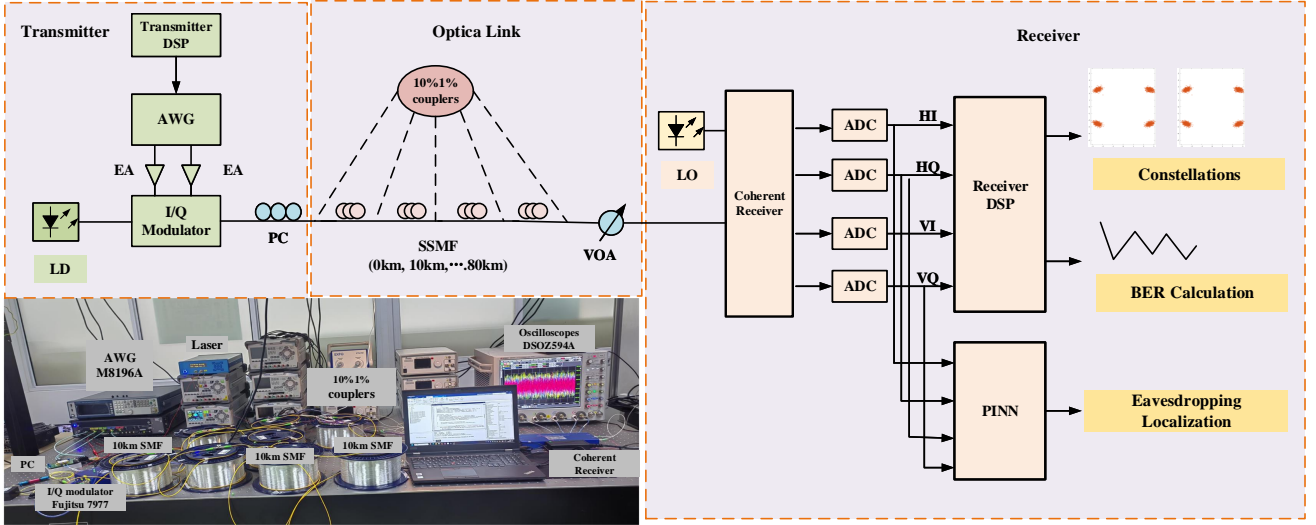 Transmitter
Transmitter
DSP
AWG
EA
EA
I/Q
Modulator
LD
PC
Optica Link
10%1%
couplers
SSMF
(0km, 10km,•••.80km)
VOA
Receiver
LO
Coherent
Receiver
ADC
ADC
ADC
ADC
HI
HQ
VI
VQ
Receiver
DSP
PINN
Constellations
BER Calculation
Eavesdropping
Localization
AWG
M8196A
Laser
10%1%
couplers
Oscilloscopes
DSOZ594A
10km SMF
10km SMF
10km SMF
PC
I/Q modulator
Fujitsu 7977
Coherent
Receiver